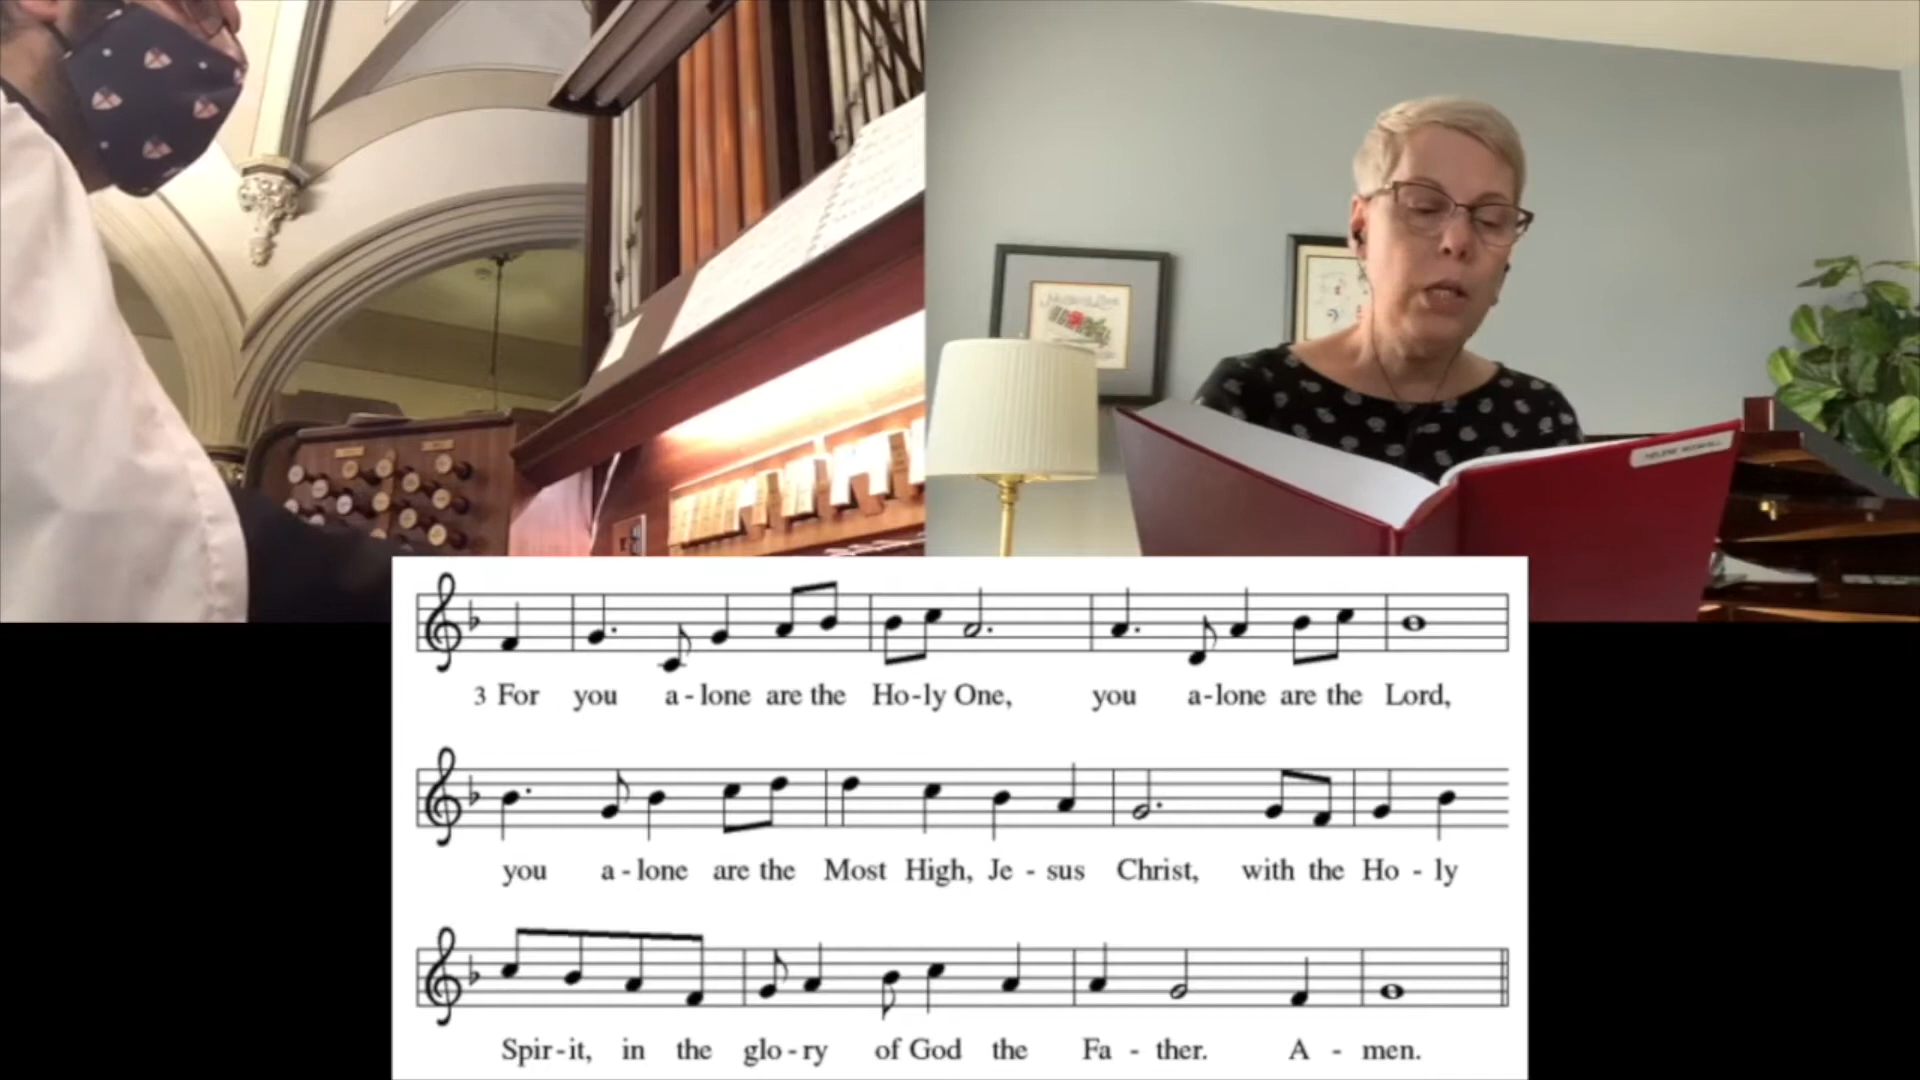 3 For you a - lone are the Ho - ly One, you a - lone are the Lord,
you a - lone are the Most High, Je - sus Christ, with the Ho - ly
Spir - it, in the glo - ry of God the Fa - ther. A - men.